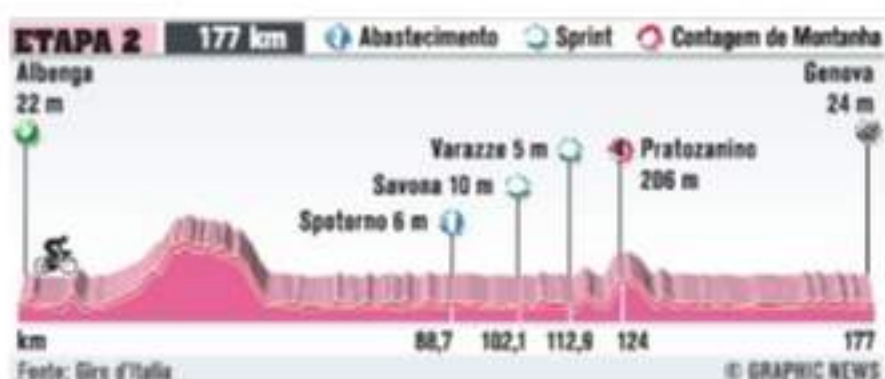 ETAPA 2 177 km Abastecimento Sprint Contagem de Montanha
Albenga
22 m
Genova
24 m
Varazze 5 m
Pratozanino
206 m
Savona 10 m
Spotorno 6 m
km 88,7 102,1 112,9 124 177
Fonte: Giro d'Italia © GRAPHIC NEWS